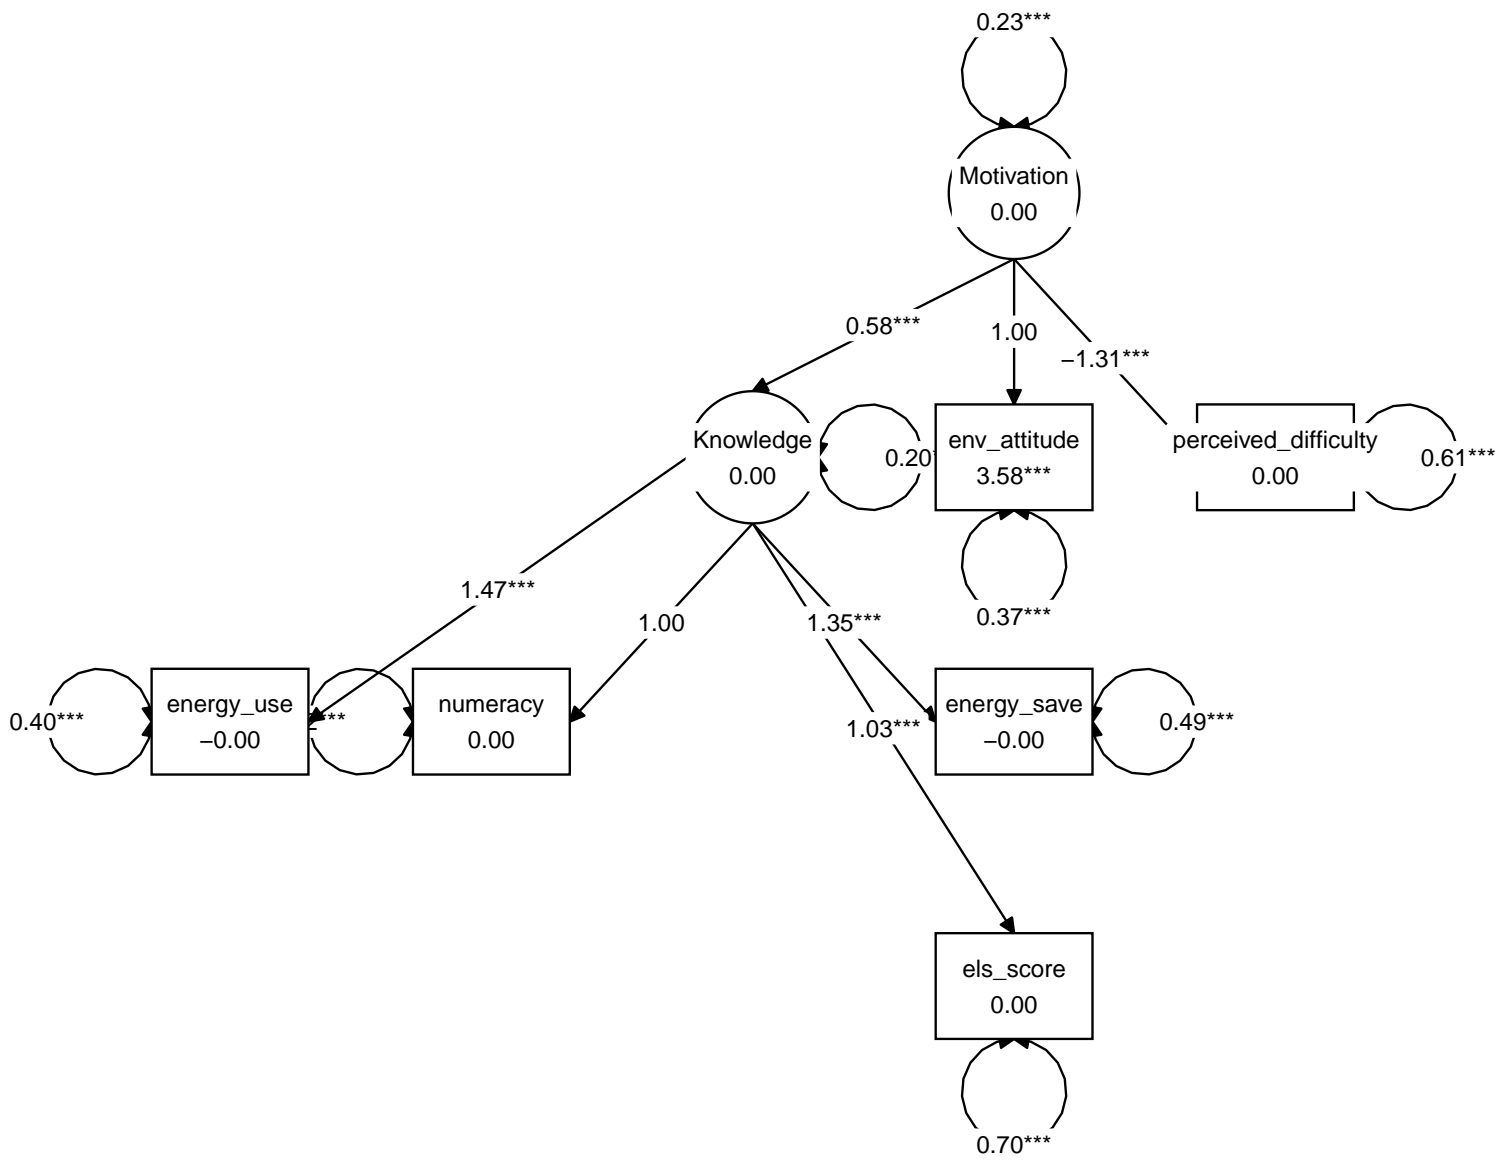 0.23***
Motivation
0.00
0.58***
1.00
−1.31***
Knowledge
0.00
0.20
env_attitude
3.58***
perceived_difficulty
0.00
0.61***
1.47***
1.00
1.35***
0.37***
0.40***
energy_use
−0.00
***
numeracy
0.00
1.03***
energy_save
−0.00
0.49***
els_score
0.00
0.70***